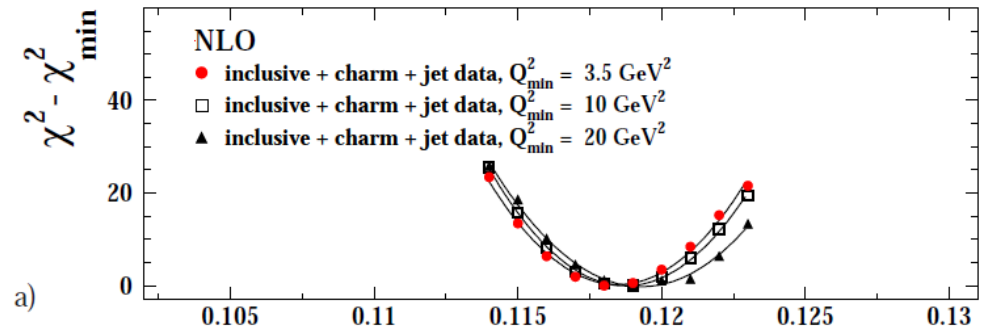 χ² - χ²min
NLO
inclusive + charm + jet data, Q²min = 3.5 GeV²
inclusive + charm + jet data, Q²min = 10 GeV²
inclusive + charm + jet data, Q²min = 20 GeV²
40
20
0
a)
0.105 0.11 0.115 0.12 0.125 0.13